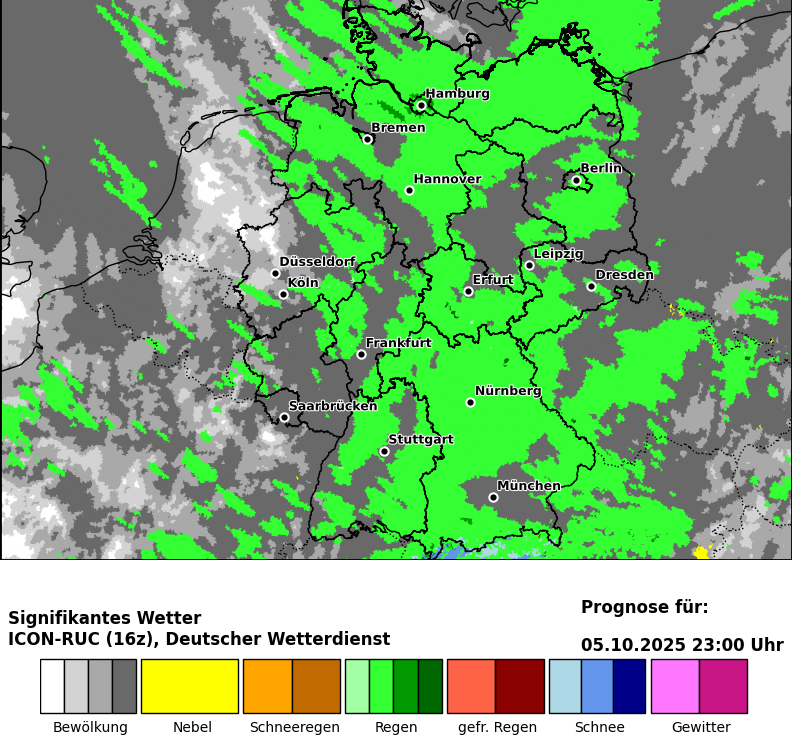 Hamburg
Bremen
Berlin
Hannover
Leipzig
Düsseldorf
Dresden
Erfurt
Köln
Frankfurt
Nürnberg
Saarbrücken
Stuttgart
München
Prognose für:
Signifikantes Wetter
ICON-RUC (16z), Deutscher Wetterdienst
05.10.2025 23:00 Uhr
Bewölkung Nebel Schneeregen Regen gefr. Regen Schnee Gewitter